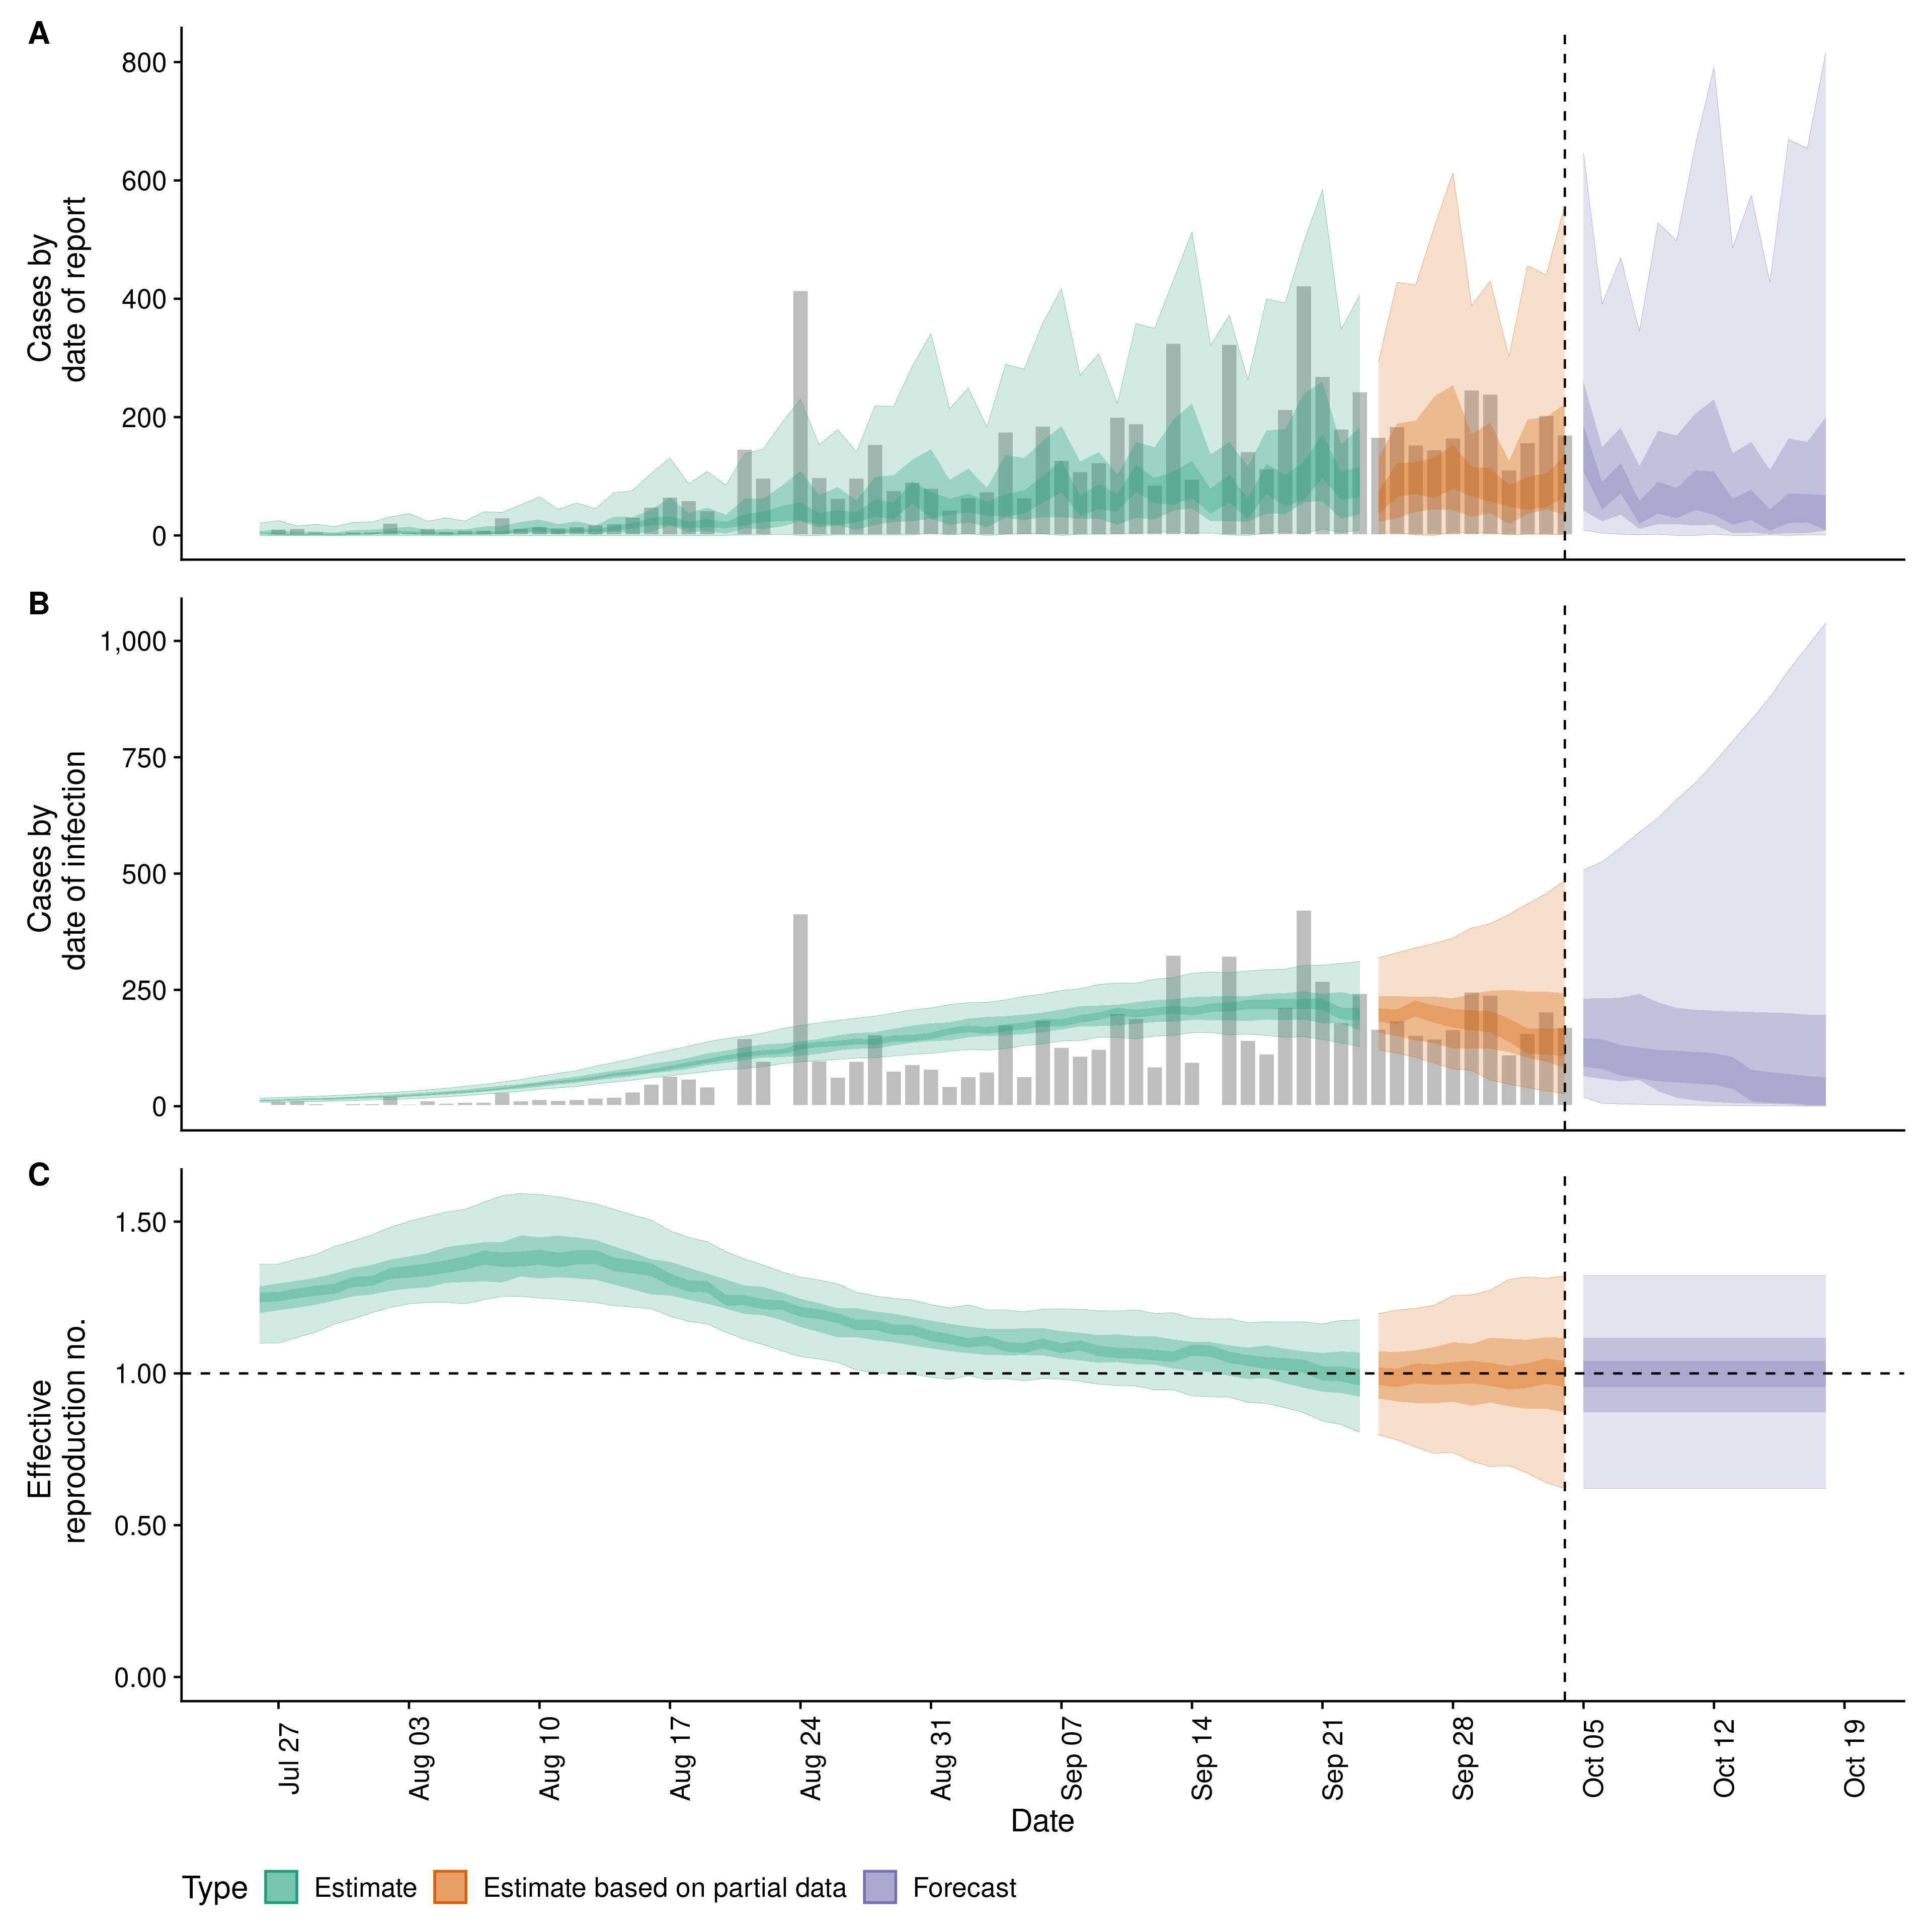 A
800
600
400
200
0
Cases by
date of report
B
1,000
750
500
250
0
Cases by
date of infection
C
1.50
1.00
0.50
0.00
Effective
reproduction no.
Jul 27
Aug 03
Aug 10
Aug 17
Aug 24
Aug 31
Sep 07
Sep 14
Sep 21
Sep 28
Oct 05
Oct 12
Oct 19
Date
Type Estimate Estimate based on partial data Forecast